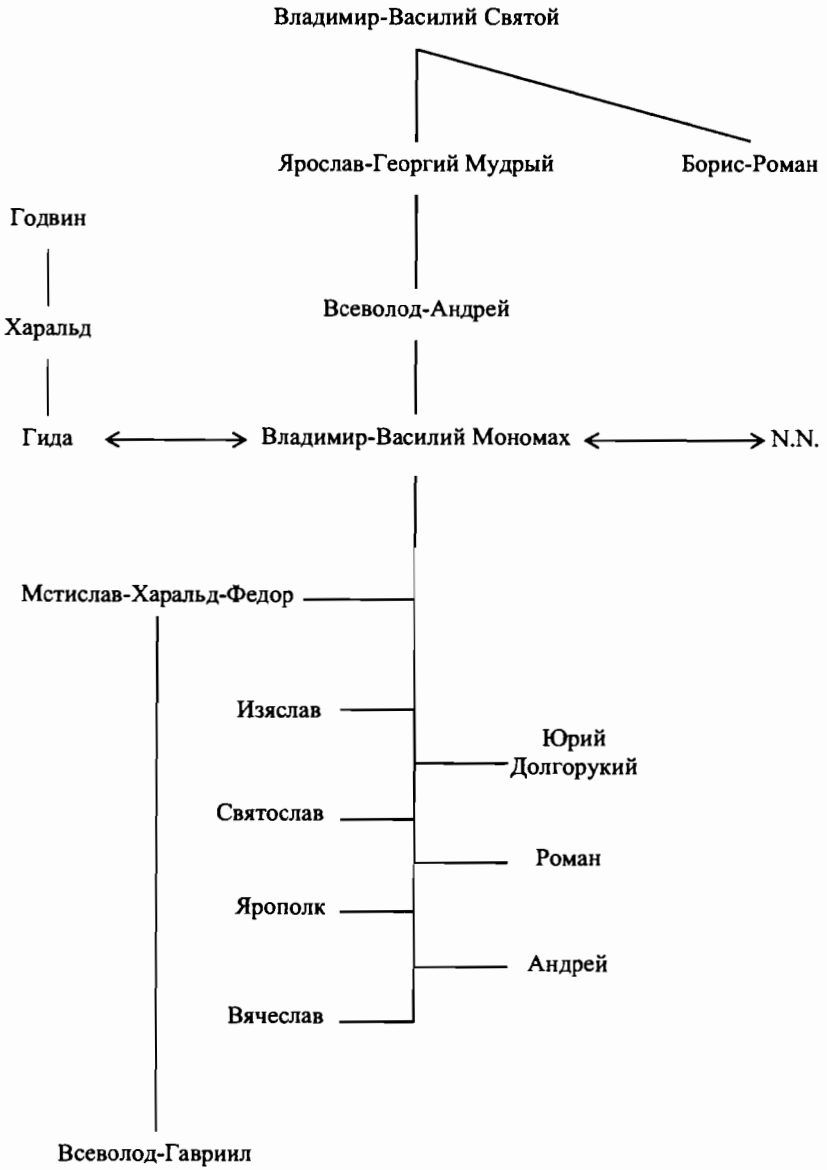 Владимир-Василий Святой
Ярослав-Георгий Мудрый
Борис-Роман
Годвин
Всеволод-Андрей
Харальд
Гида
Владимир-Василий Мономах
N.N.
Мстислав-Харальд-Федор
Изяслав
Юрий
Долгорукий
Святослав
Роман
Ярополк
Андрей
Вячеслав
Всеволод-Гавриил